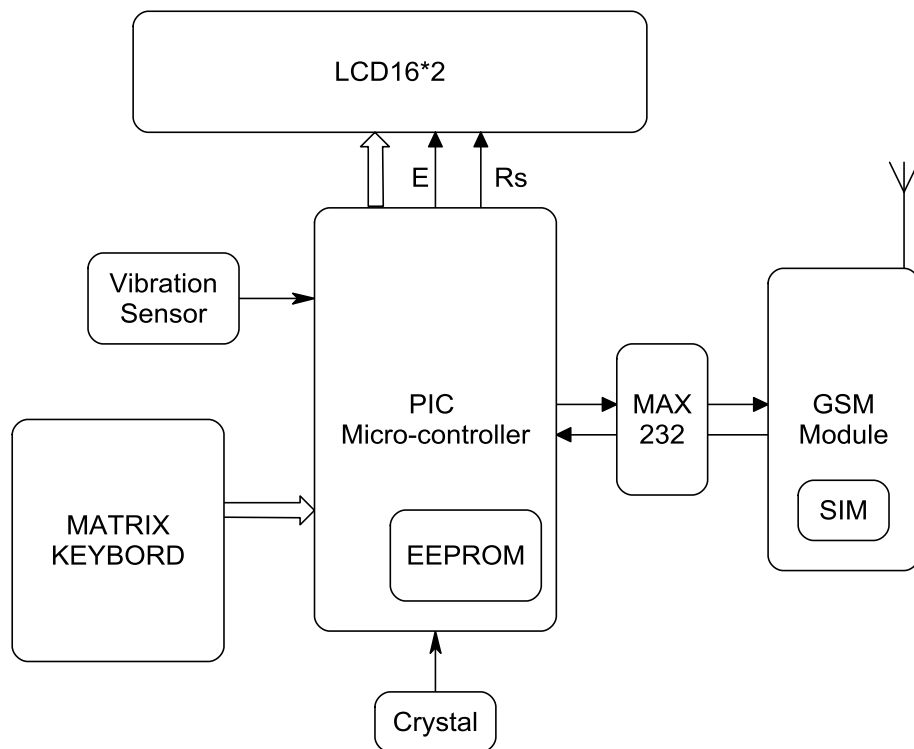 LCD16*2
E
Rs
Vibration
Sensor
PIC
Micro-controller
MAX
232
GSM
Module
SIM
MATRIX
KEYBORD
EEPROM
Crystal